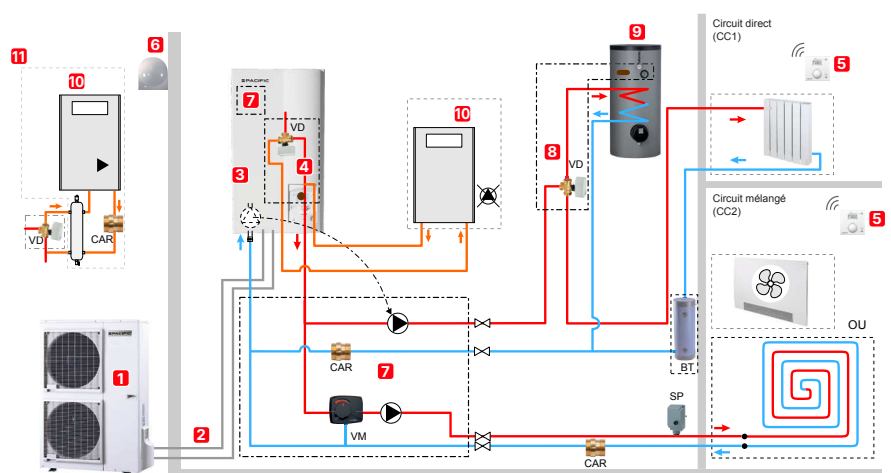 11
10
VD
CAR
6
PACIFIC
7
VD
3
4
10
9
8
VD
Circuit direct
(CC1)
5
Circuit mélangé
(CC2)
5
OU
PACIFIC
1
2
CAR
7
VM
BT
SP
CAR